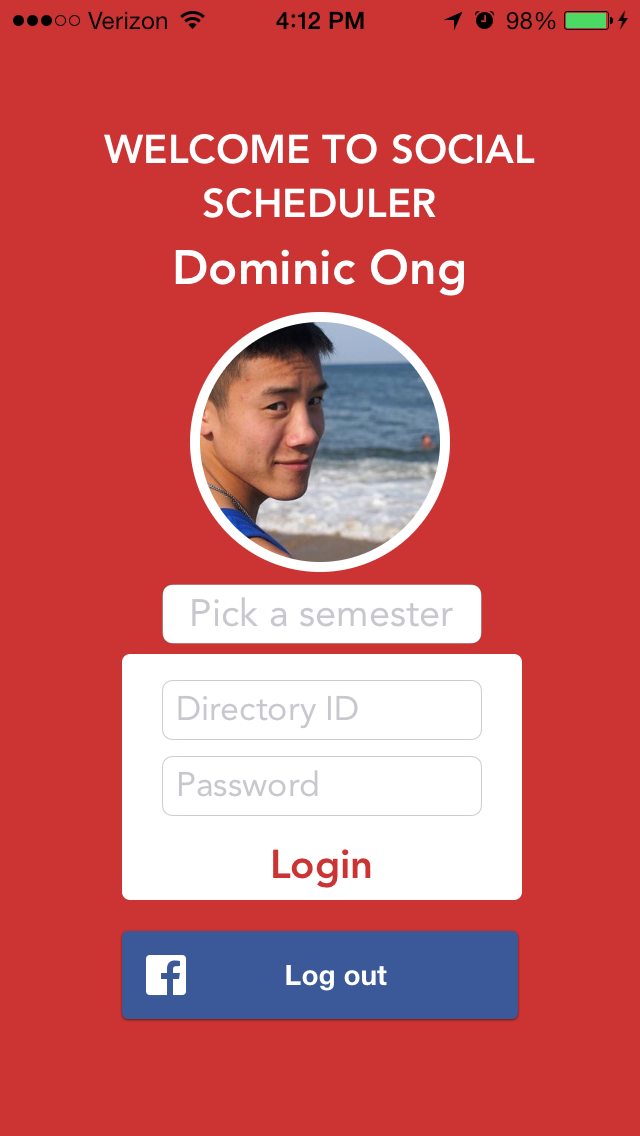 Verizon 4:12 PM 98%
WELCOME TO SOCIAL
SCHEDULER
Dominic Ong
Pick a semester
Directory ID
Password
Login
Log out